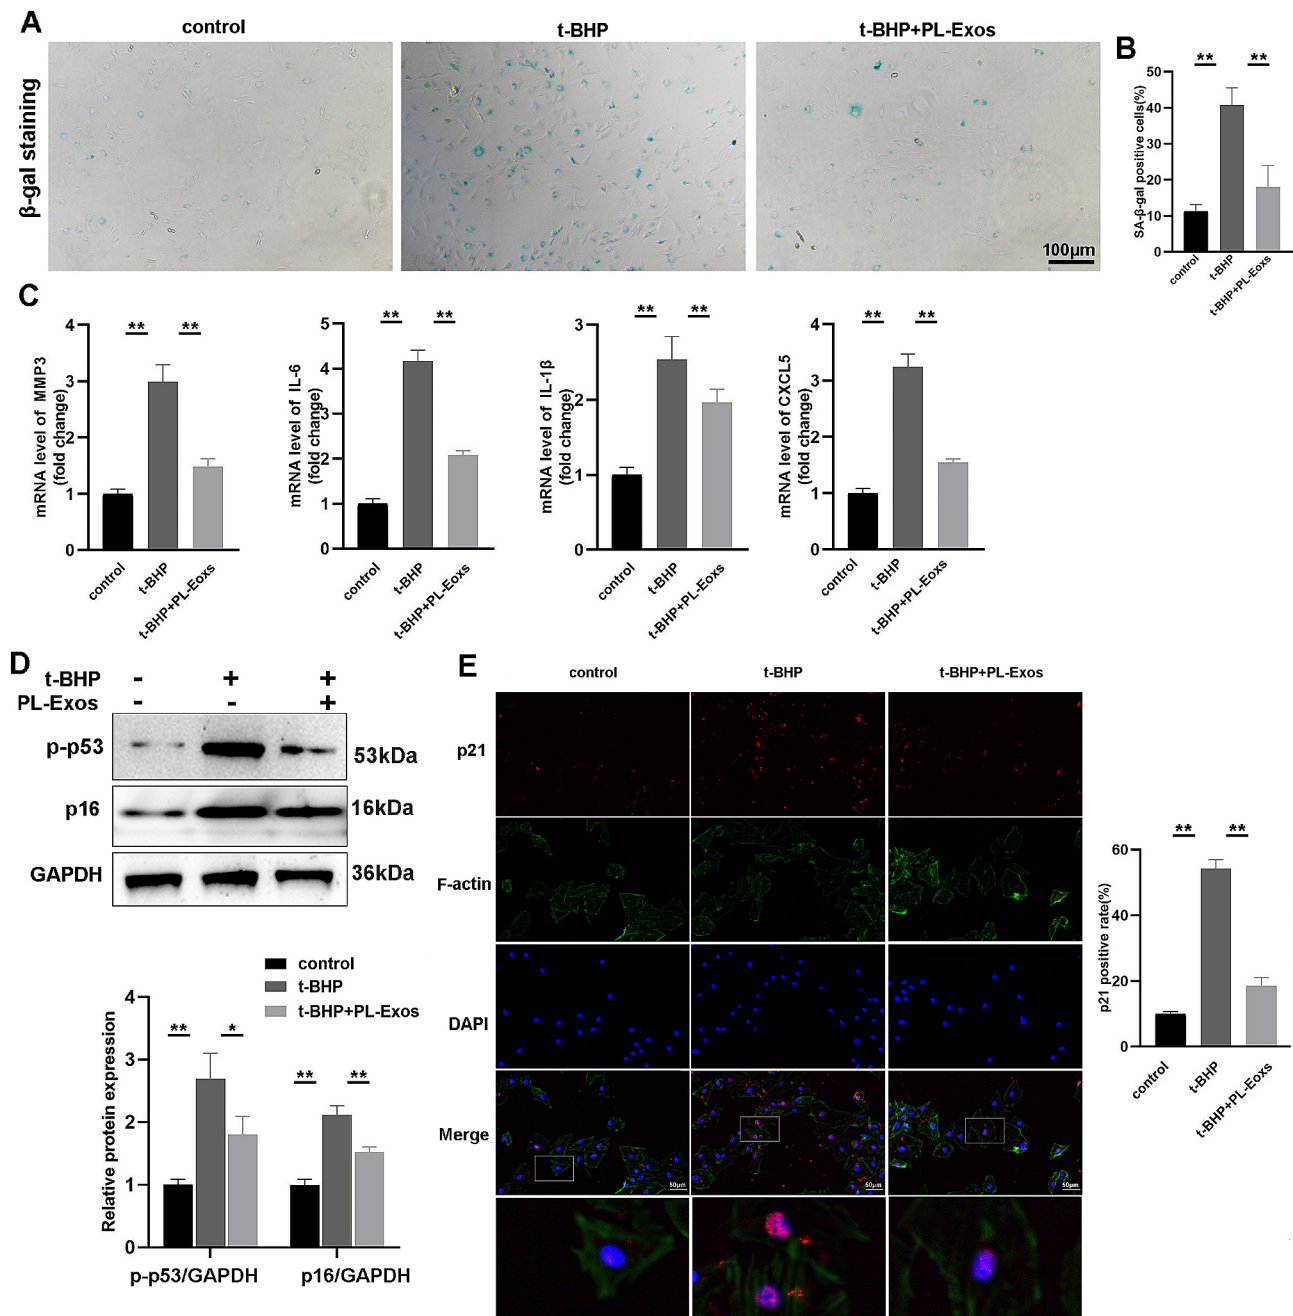 A
control
t-BHP
t-BHP+PL-Exos
β-gal staining
100μm
B
**
**
SA-β-gal positive cells(%)
50
40
30
20
10
0
control
t-BHP
t-BHP+PL-Eoxs
C
**
**
mRNA level of MMP3
(fold change)
4
3
2
1
0
control
t-BHP
t-BHP+PL-Eoxs
**
**
mRNA level of IL-6
(fold change)
5
4
3
2
1
0
control
t-BHP
t-BHP+PL-Eoxs
**
**
mRNA level of IL-1β
(fold change)
3
2
1
0
control
t-BHP
t-BHP+PL-Eoxs
**
**
mRNA level of CXCL5
(fold change)
4
3
2
1
0
control
t-BHP
t-BHP+PL-Eoxs
D
t-BHP - + +
PL-Exos - - +
p-p53 53kDa
p16 16kDa
GAPDH 36kDa
control
t-BHP
t-BHP+PL-Exos
Relative protein expression
4
3
2
1
0
**
*
**
**
p-p53/GAPDH
p16/GAPDH
E
control
t-BHP
t-BHP+PL-Exos
p21
F-actin
DAPI
Merge
50μm
50μm
50μm
**
**
p21 positive rate(%)
60
40
20
0
control
t-BHP
t-BHP+PL-Eoxs